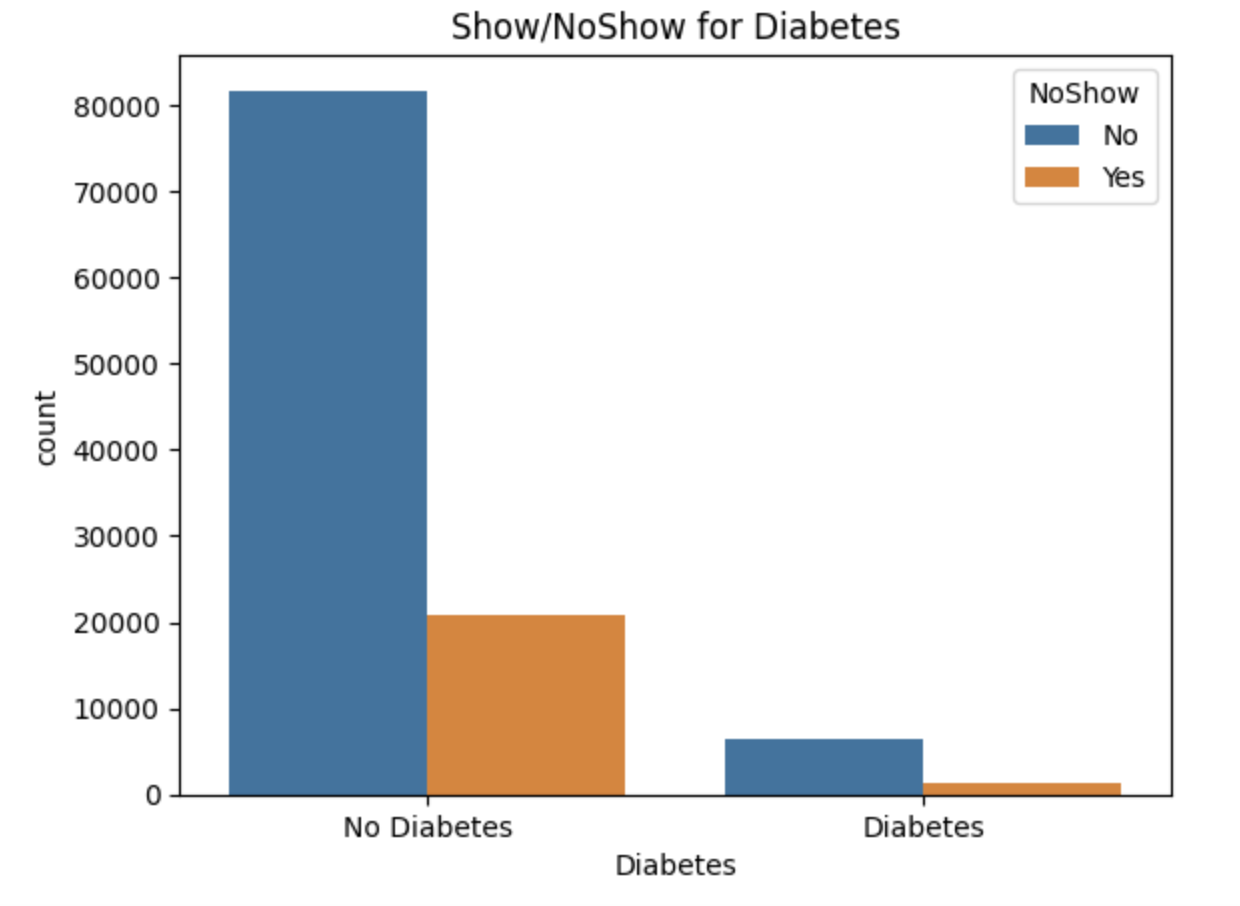 Show/NoShow for Diabetes
NoShow
No
Yes
80000
70000
60000
50000
40000
30000
20000
10000
0
count
No Diabetes
Diabetes
Diabetes